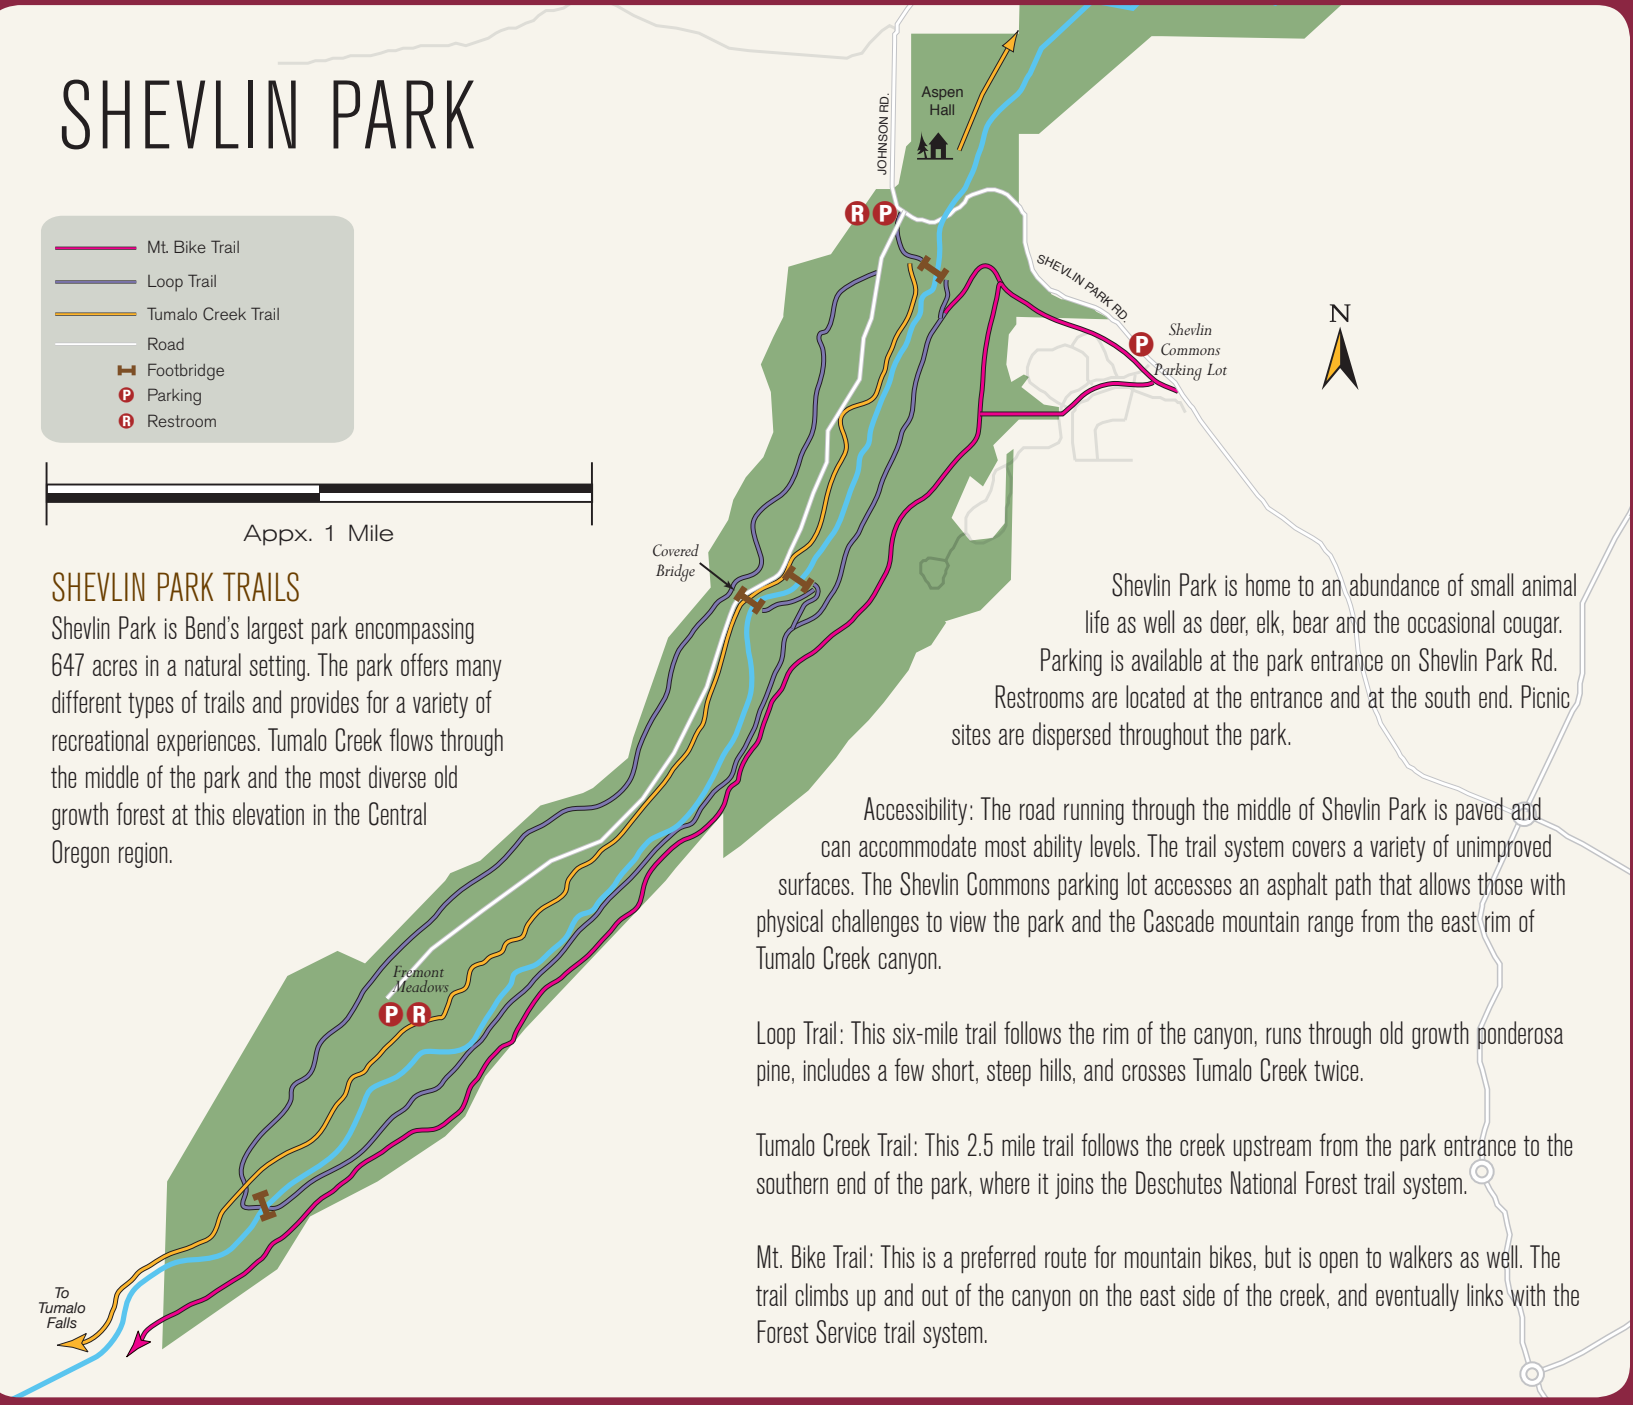 SHEVLIN PARK
Mt. Bike Trail
Loop Trail
Tumalo Creek Trail
Road
Footbridge
P Parking
R Restroom
Appx. 1 Mile
SHEVLIN PARK TRAILS
Shevlin Park is Bend's largest park encompassing
647 acres in a natural setting. The park offers many
different types of trails and provides for a variety of
recreational experiences. Tumalo Creek flows through
the middle of the park and the most diverse old
growth forest at this elevation in the Central
Oregon region.
Aspen
Hall
JOHNSON RD.
R P
SHEVLIN PARK RD.
P
Shevlin
Commons
Parking Lot
N
Covered
Bridge
Fremont
Meadows
P R
To
Tumalo
Falls
Shevlin Park is home to an abundance of small animal
life as well as deer, elk, bear and the occasional cougar.
Parking is available at the park entrance on Shevlin Park Rd.
Restrooms are located at the entrance and at the south end. Picnic
sites are dispersed throughout the park.
Accessibility: The road running through the middle of Shevlin Park is paved and
can accommodate most ability levels. The trail system covers a variety of unimproved
surfaces. The Shevlin Commons parking lot accesses an asphalt path that allows those with
physical challenges to view the park and the Cascade mountain range from the east rim of
Tumalo Creek canyon.
Loop Trail: This six-mile trail follows the rim of the canyon, runs through old growth ponderosa
pine, includes a few short, steep hills, and crosses Tumalo Creek twice.
Tumalo Creek Trail: This 2.5 mile trail follows the creek upstream from the park entrance to the
southern end of the park, where it joins the Deschutes National Forest trail system.
Mt. Bike Trail: This is a preferred route for mountain bikes, but is open to walkers as well. The
trail climbs up and out of the canyon on the east side of the creek, and eventually links with the
Forest Service trail system.